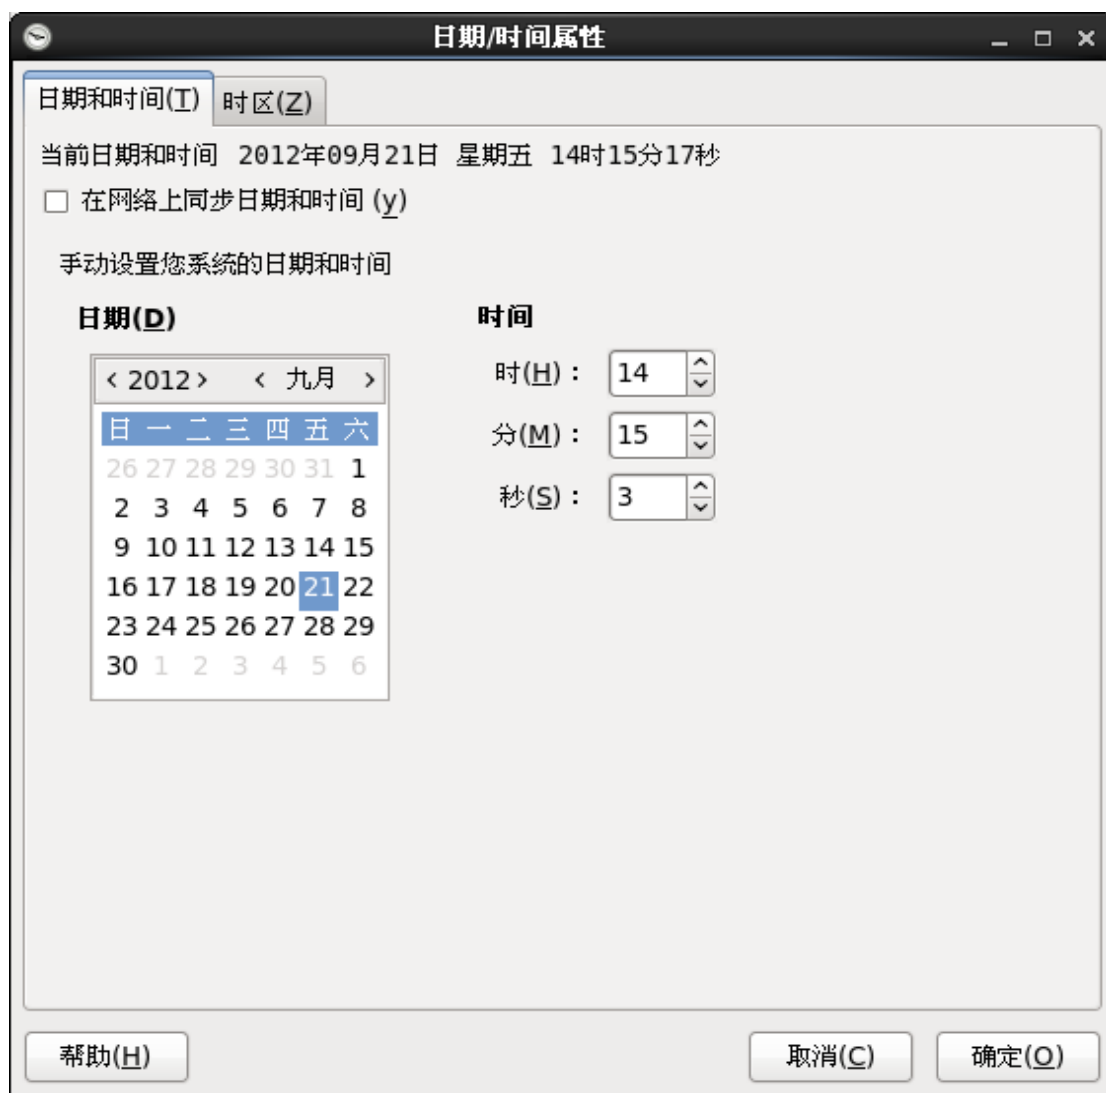 日期/时间属性
日期和时间(T) 时区(Z)
当前日期和时间 2012年09月21日 星期五 14时15分17秒
在网络上同步日期和时间 (y)
手动设置您系统的日期和时间
日期(D) 时间
< 2012 > < 九月 > 时(H)： 14
日 一 二 三 四 五 六 分(M)： 15
26 27 28 29 30 31 1
2 3 4 5 6 7 8 秒(S)： 3
9 10 11 12 13 14 15
16 17 18 19 20 21 22
23 24 25 26 27 28 29
30 1 2 3 4 5 6
帮助(H) 取消(C) 确定(O)